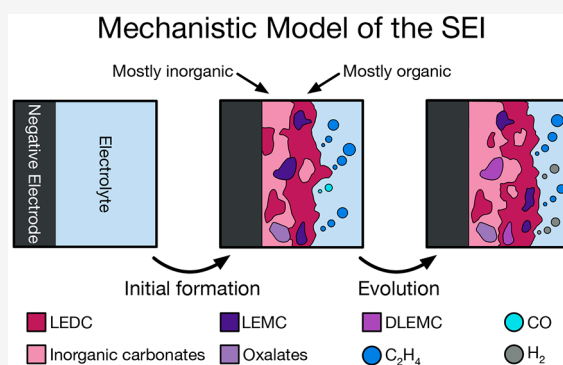 Mechanistic Model of the SEI
Mostly inorganic
Mostly organic
Negative Electrode
Electrolyte
Initial formation
Evolution
LEDC
LEMC
DLEMC
CO
Inorganic carbonates
Oxalates
C₂H₄
H₂